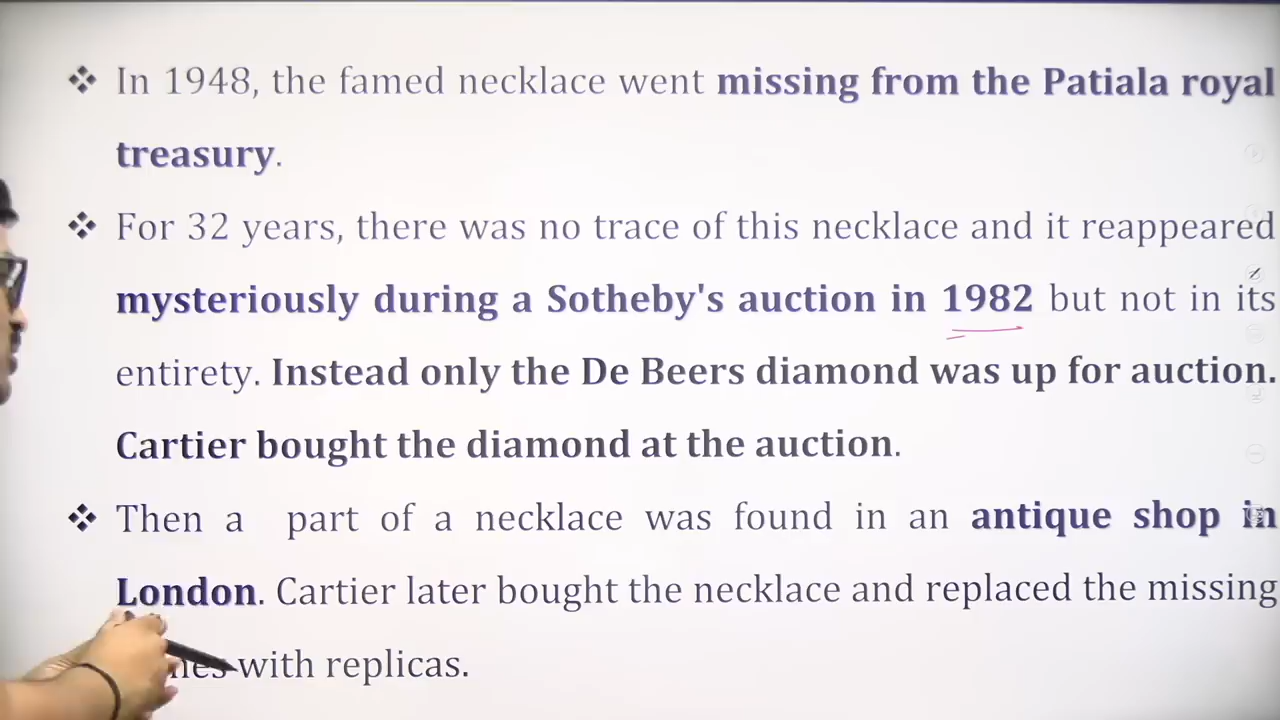 ❖ In 1948, the famed necklace went missing from the Patiala royal
treasury.
❖ For 32 years, there was no trace of this necklace and it reappeared
mysteriously during a Sotheby's auction in 1982 but not in its
entirety. Instead only the De Beers diamond was up for auction.
Cartier bought the diamond at the auction.
❖ Then a part of a necklace was found in an antique shop in
London. Cartier later bought the necklace and replaced the missing
with replicas.